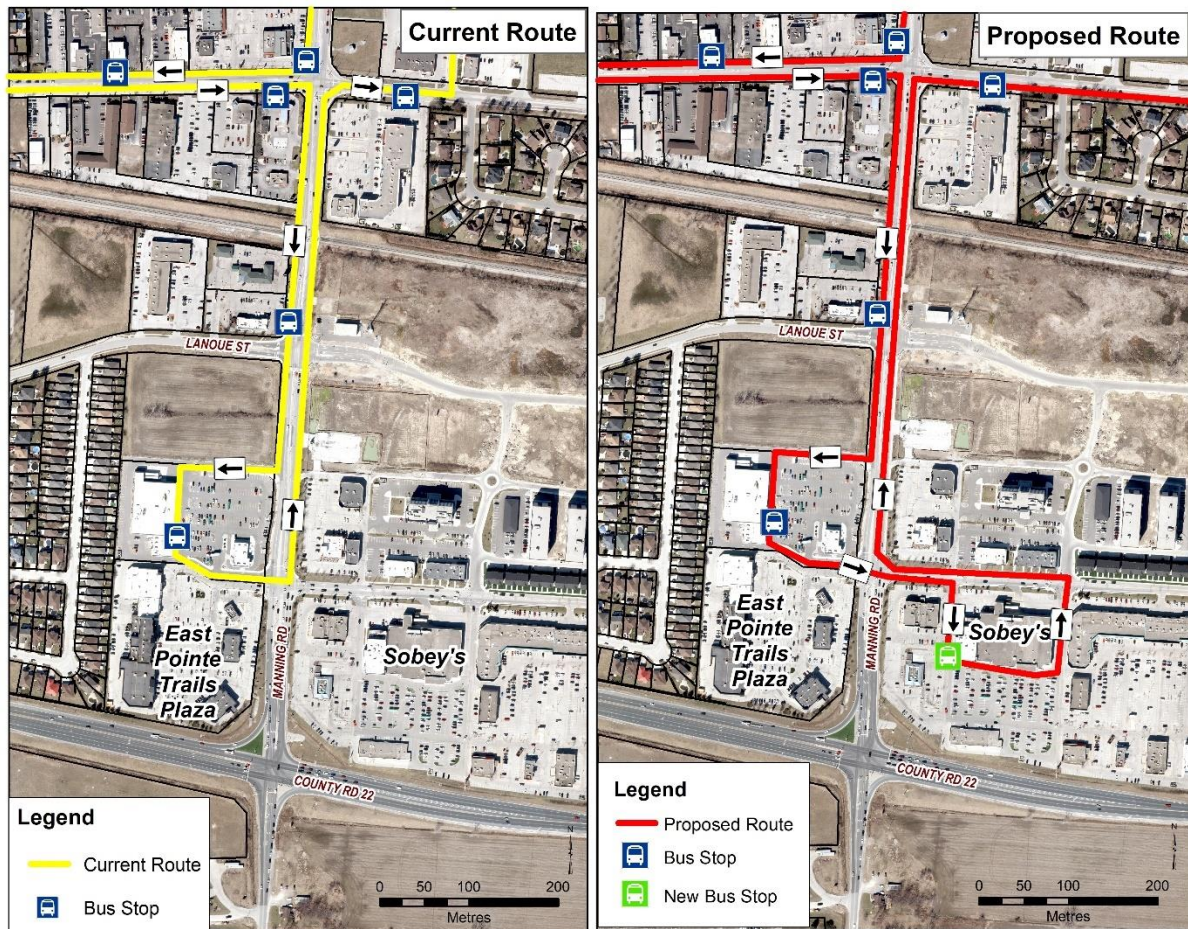 Current Route
LANOUE ST
East
Pointe
Trails
Plaza
MANNING RD
Sobey's
COUNTY RD 22
Legend
Current Route
Bus Stop
N
0 50 100 200
Metres
Proposed Route
LANOUE ST
East
Pointe
Trails
Plaza
MANNING RD
Sobey's
COUNTY RD 22
Legend
Proposed Route
Bus Stop
New Bus Stop
N
0 50 100 200
Metres